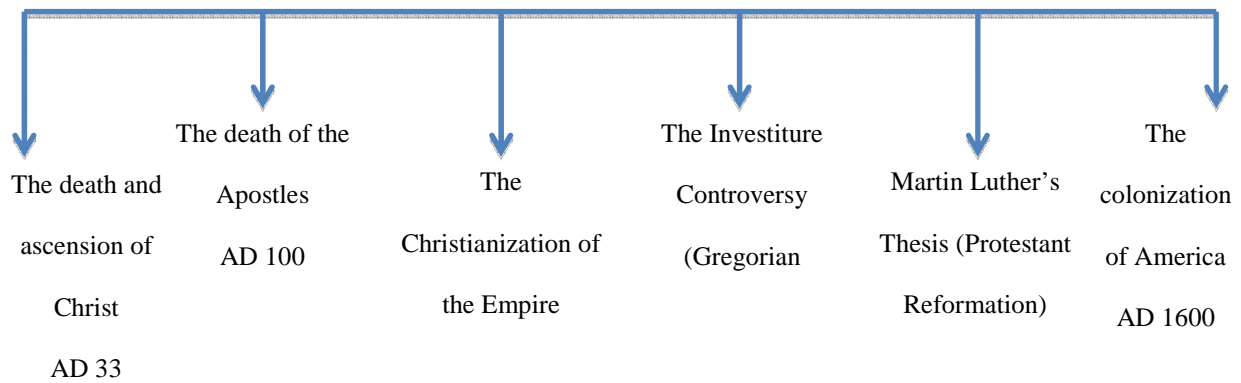 The death and
ascension of
Christ
AD 33
The death of the
Apostles
AD 100
The
Christianization of
the Empire
The Investiture
Controversy
(Gregorian
Martin Luther’s
Thesis (Protestant
Reformation)
The
colonization
of America
AD 1600